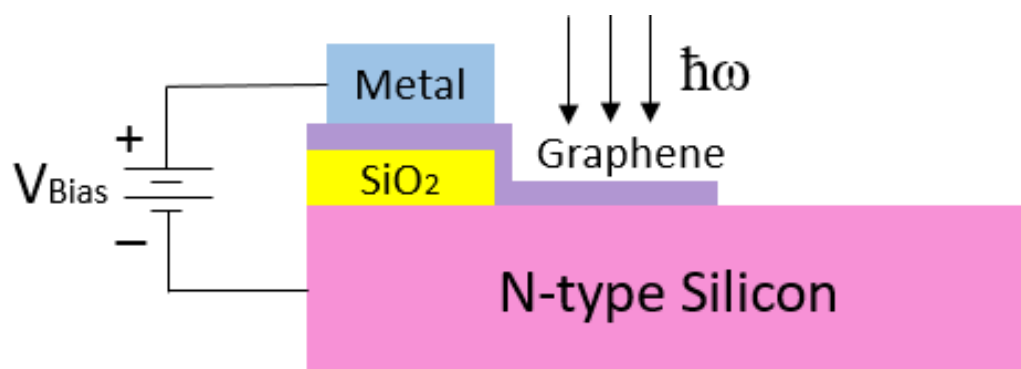 Metal
ħω
+
Graphene
VBias
SiO2
−
N-type Silicon